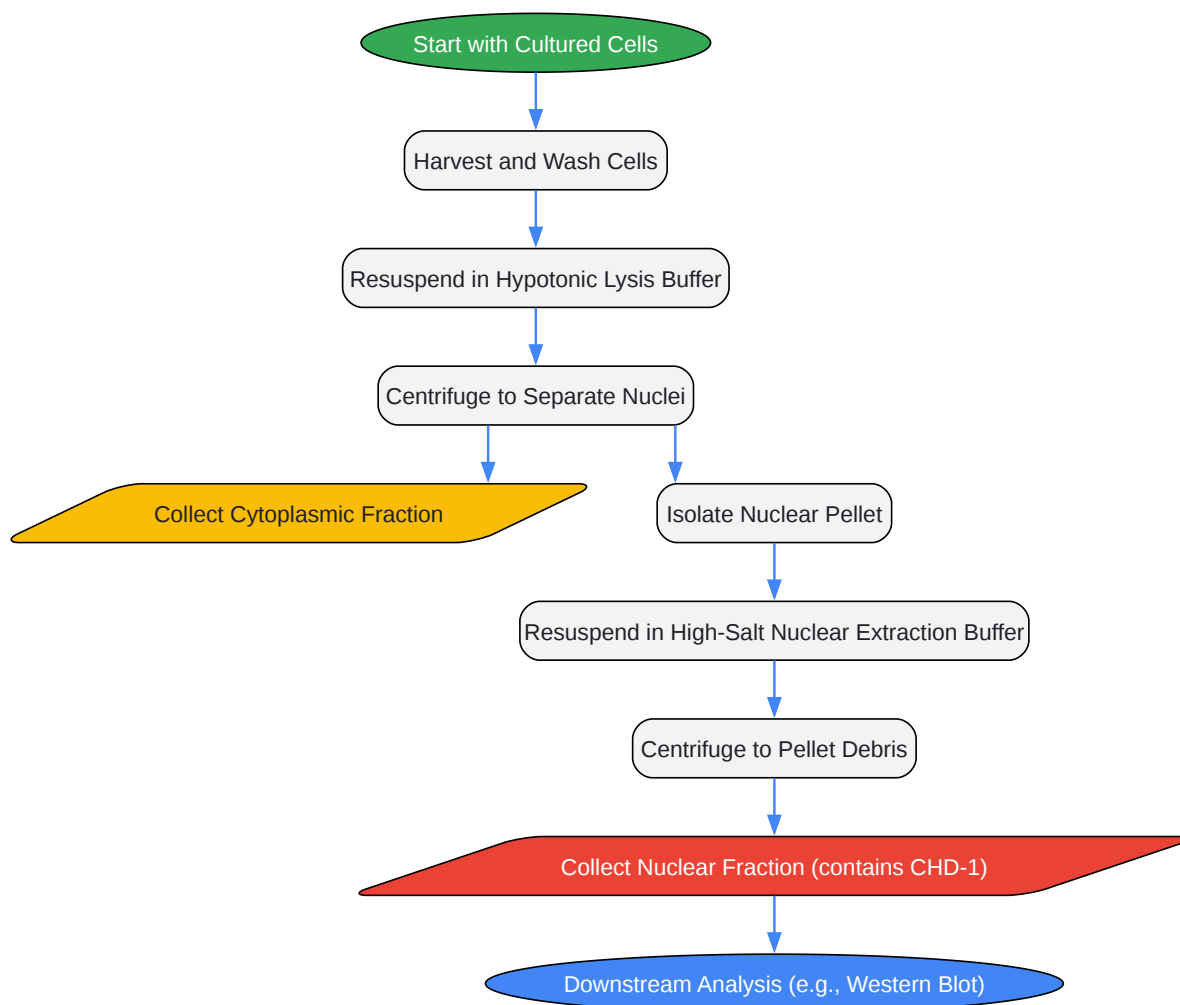 Start with Cultured Cells
Harvest and Wash Cells
Resuspend in Hypotonic Lysis Buffer
Centrifuge to Separate Nuclei
Collect Cytoplasmic Fraction
Isolate Nuclear Pellet
Resuspend in High-Salt Nuclear Extraction Buffer
Centrifuge to Pellet Debris
Collect Nuclear Fraction (contains CHD-1)
Downstream Analysis (e.g., Western Blot)